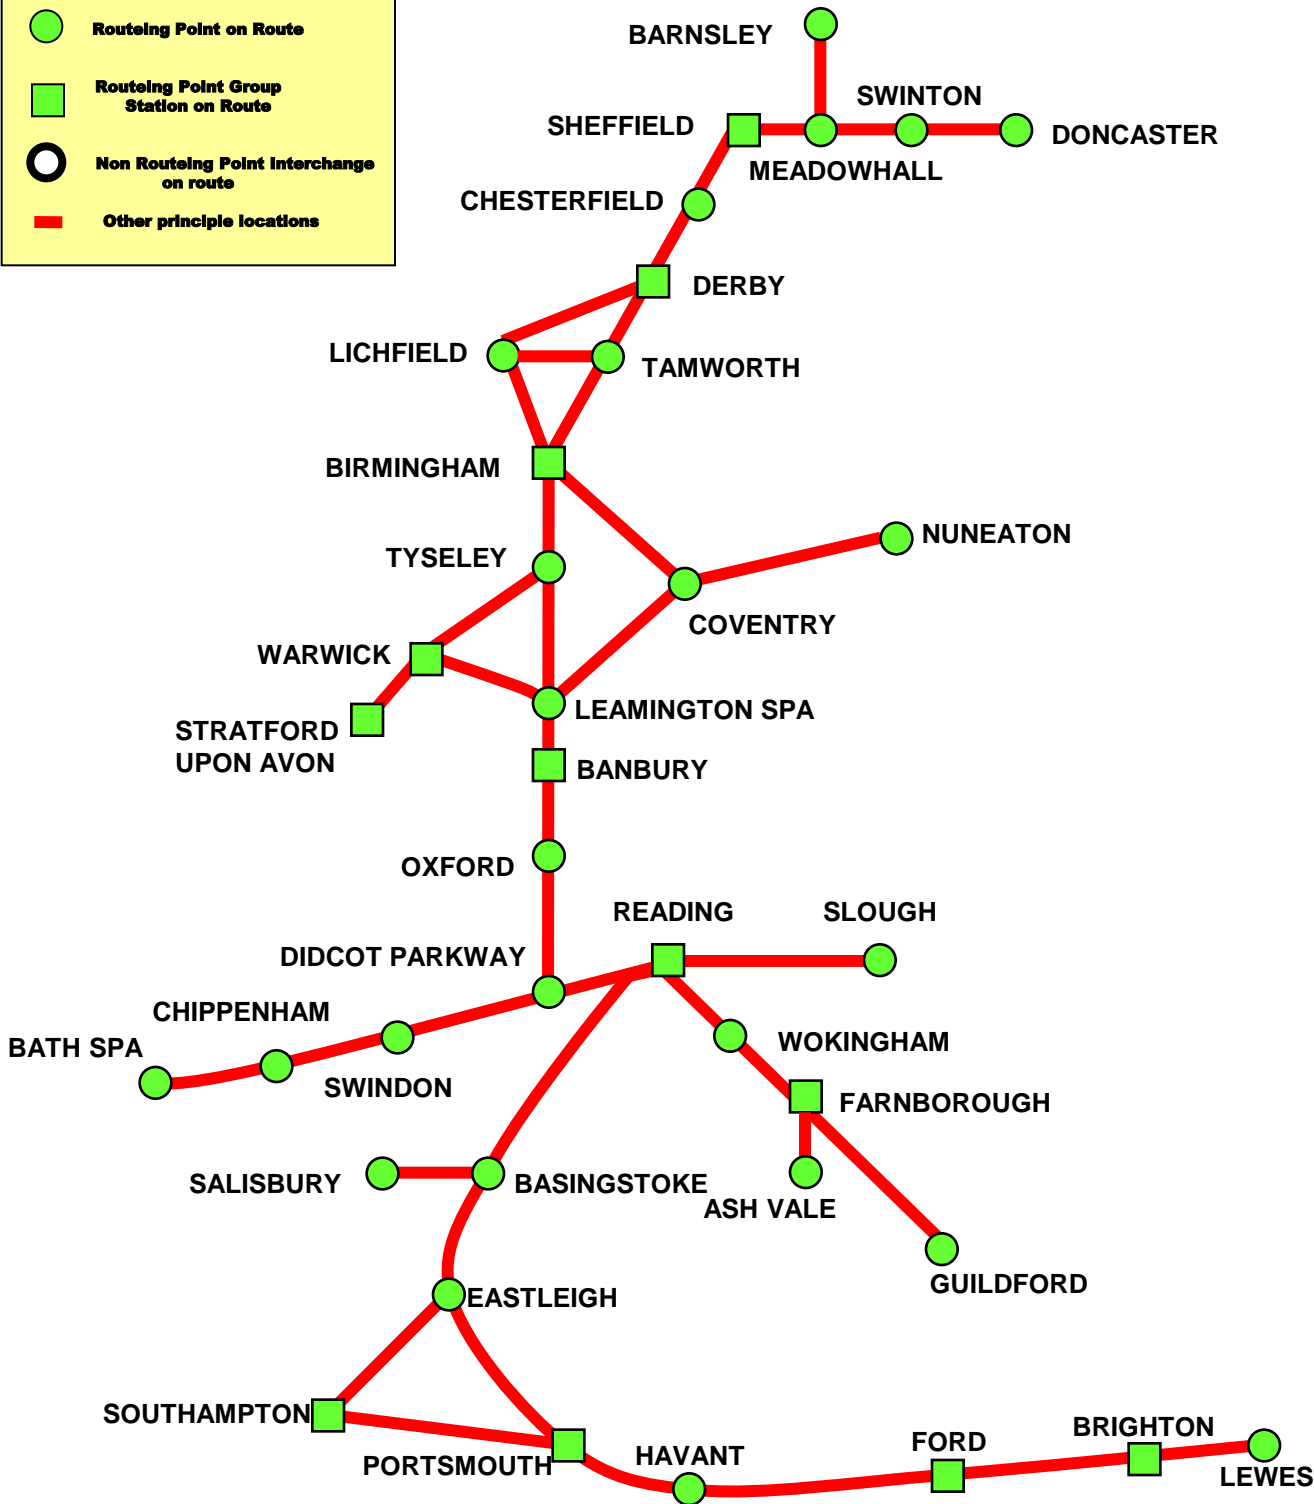 Routeing Point on Route
Routeing Point Group
Station on Route
Non Routeing Point Interchange
on route
Other principle locations
BARNSLEY
SWINTON
SHEFFIELD
DONCASTER
MEADOWHALL
CHESTERFIELD
DERBY
LICHFIELD
TAMWORTH
BIRMINGHAM
NUNEATON
TYSELEY
COVENTRY
WARWICK
LEAMINGTON SPA
STRATFORD
UPON AVON
BANBURY
OXFORD
READING
SLOUGH
DIDCOT PARKWAY
CHIPPENHAM
WOKINGHAM
BATH SPA
SWINDON
FARNBOROUGH
SALISBURY
BASINGSTOKE
ASH VALE
GUILDFORD
EASTLEIGH
SOUTHAMPTON
BRIGHTON
FORD
HAVANT
PORTSMOUTH
LEWES